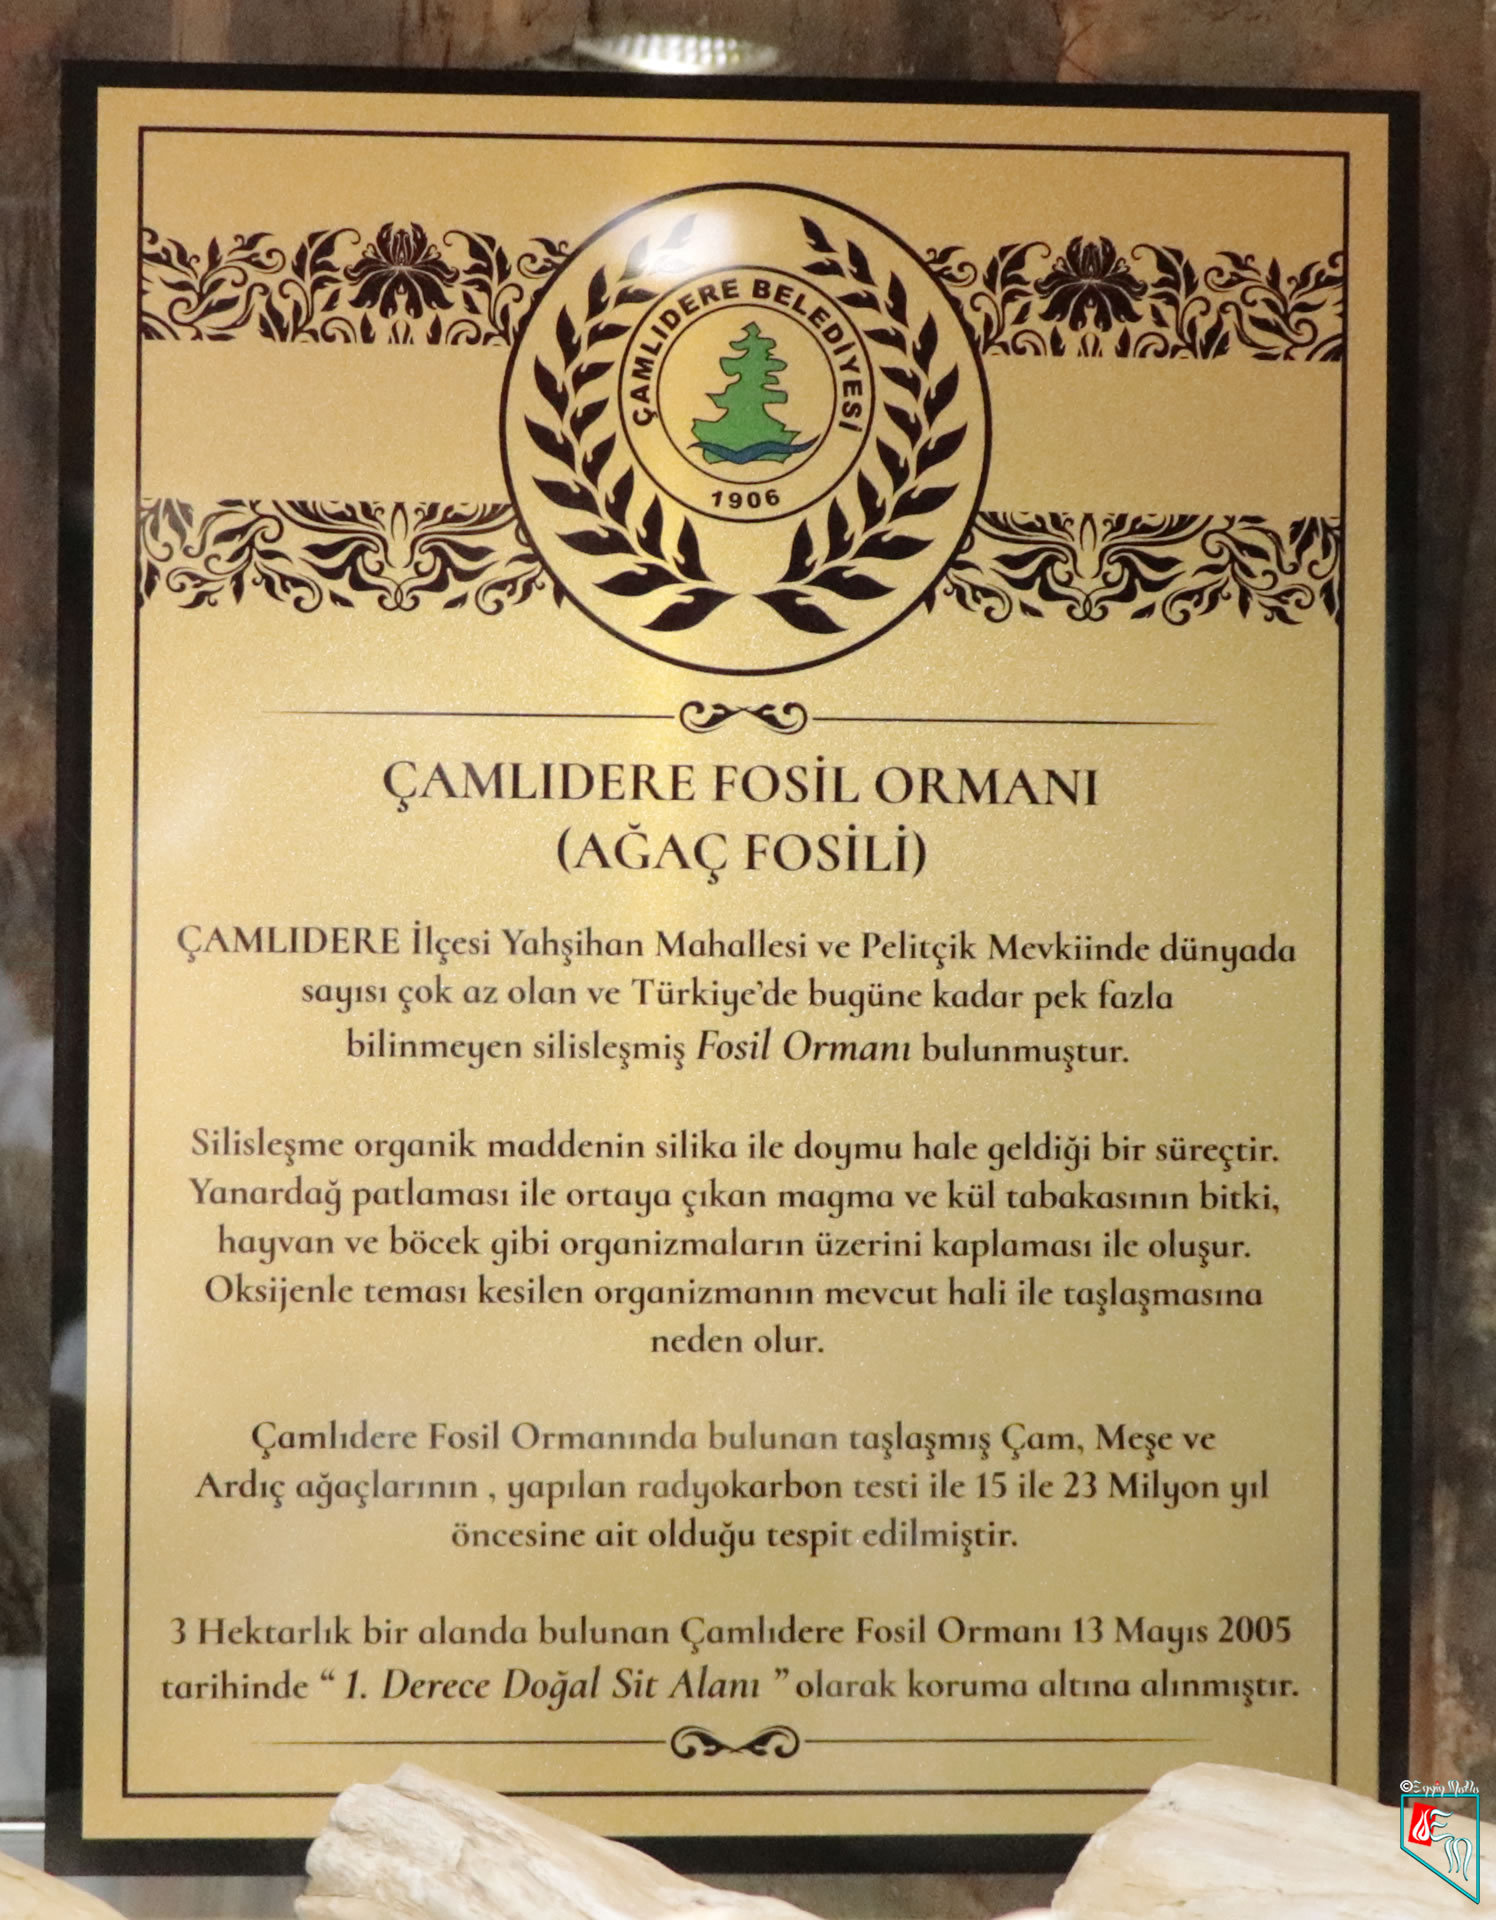 ÇAMLIDERE BELEDİYESİ
1906
ÇAMLIDERE FOSİL ORMANI
(AĞAÇ FOSİLİ)
ÇAMLIDERE İlçesi Yahşihan Mahallesi ve Pelitçik Mevkiinde dünyada
sayısı çok az olan ve Türkiye'de bugüne kadar pek fazla
bilinmeyen silisleşmiş Fosil Ormanı bulunmuştur.
Silisleşme organik maddenin silika ile doymu hale geldiği bir süreçtir.
Yanardağ patlaması ile ortaya çıkan magma ve kül tabakasının bitki,
hayvan ve böcek gibi organizmaların üzerini kaplaması ile oluşur.
Oksijenle teması kesilen organizmanın mevcut hali ile taşlaşmasına
neden olur.
Çamlıdere Fosil Ormanında bulunan taşlaşmış Çam, Meşe ve
Ardıç ağaçlarının , yapılan radyokarbon testi ile 15 ile 23 Milyon yıl
öncesine ait olduğu tespit edilmiştir.
3 Hektarlık bir alanda bulunan Çamlıdere Fosil Ormanı 13 Mayıs 2005
tarihinde “ 1. Derece Doğal Sit Alanı ” olarak koruma altına alınmıştır.